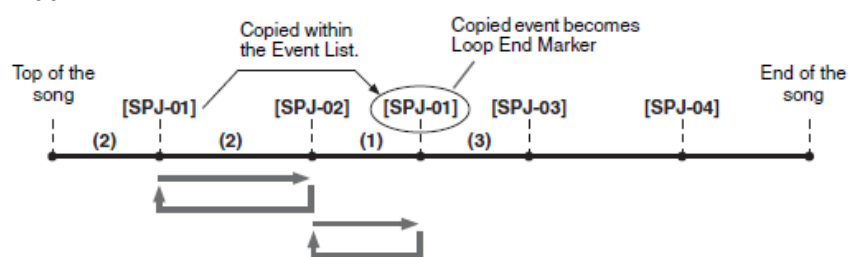 Copied within
the Event List.
Copied event becomes
Loop End Marker
Top of the
song
End of the
song
[SPJ-01]
[SPJ-02]
[SPJ-01]
[SPJ-03]
[SPJ-04]
(2)
(2)
(1)
(3)